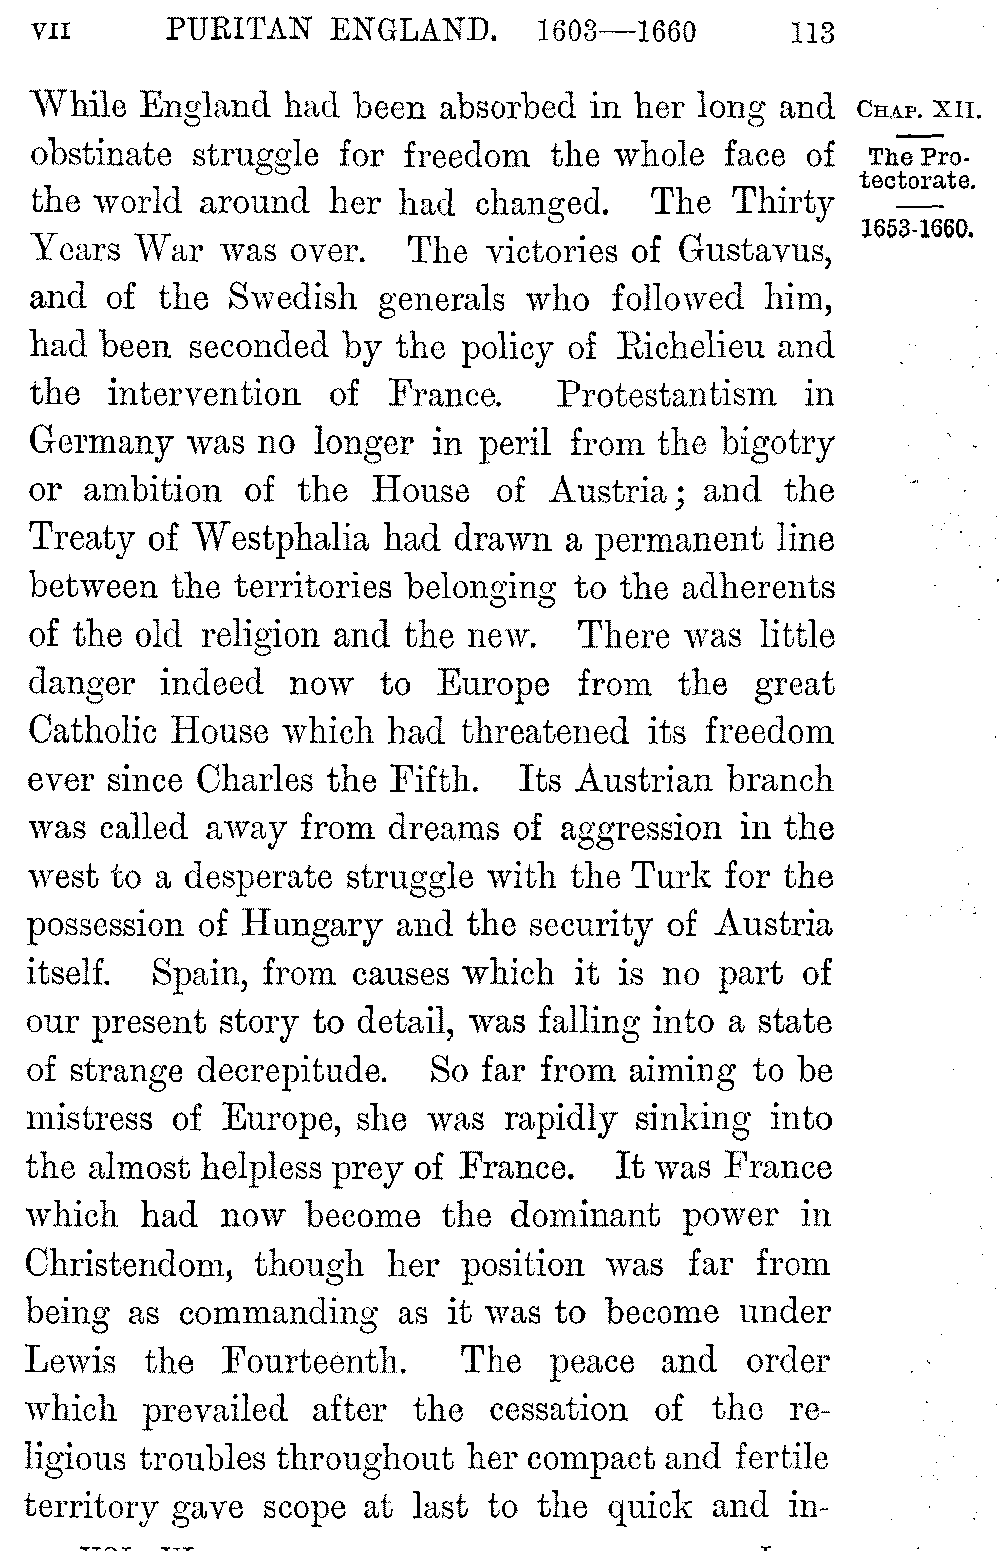 VII PURITAN ENGLAND. 1603—1660 113
While England had been absorbed in her long and
obstinate struggle for freedom the whole face of
the world around her had changed. The Thirty
Years War was over. The victories of Gustavus,
and of the Swedish generals who followed him,
had been seconded by the policy of Richelieu and
the intervention of France. Protestantism in
Germany was no longer in peril from the bigotry
or ambition of the House of Austria; and the
Treaty of Westphalia had drawn a permanent line
between the territories belonging to the adherents
of the old religion and the new. There was little
danger indeed now to Europe from the great
Catholic House which had threatened its freedom
ever since Charles the Fifth. Its Austrian branch
was called away from dreams of aggression in the
west to a desperate struggle with the Turk for the
possession of Hungary and the security of Austria
itself. Spain, from causes which it is no part of
our present story to detail, was falling into a state
of strange decrepitude. So far from aiming to be
mistress of Europe, she was rapidly sinking into
the almost helpless prey of France. It was France
which had now become the dominant power in
Christendom, though her position was far from
being as commanding as it was to become under
Lewis the Fourteenth. The peace and order
which prevailed after the cessation of the re-
ligious troubles throughout her compact and fertile
territory gave scope at last to the quick and in-
CHAP. XII.
The Pro-
tectorate.
1653-1660.